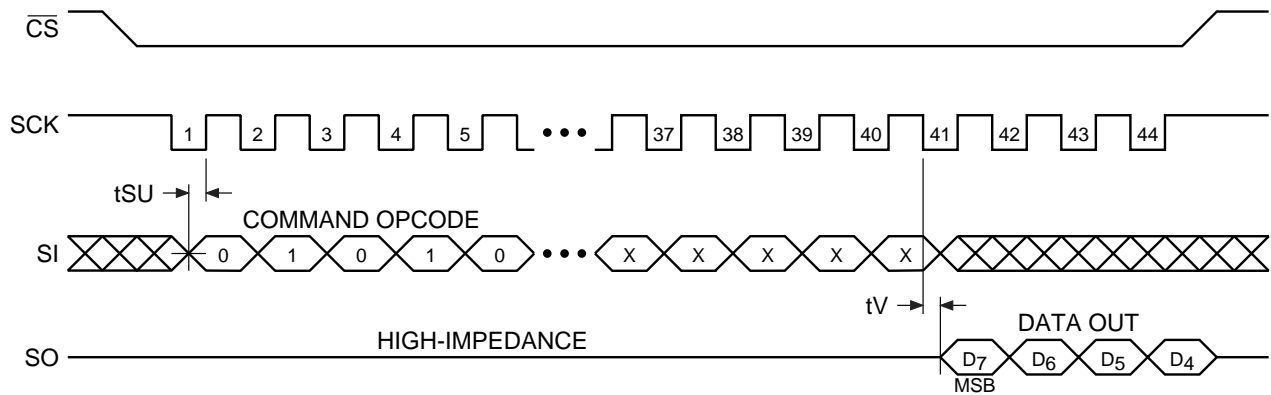 CS
SCK 1 2 3 4 5 ••• 37 38 39 40 41 42 43 44
tSU
COMMAND OPCODE
SI 0 1 0 1 0 ••• X X X X X
tV
HIGH-IMPEDANCE
DATA OUT
SO D7 D6 D5 D4
MSB